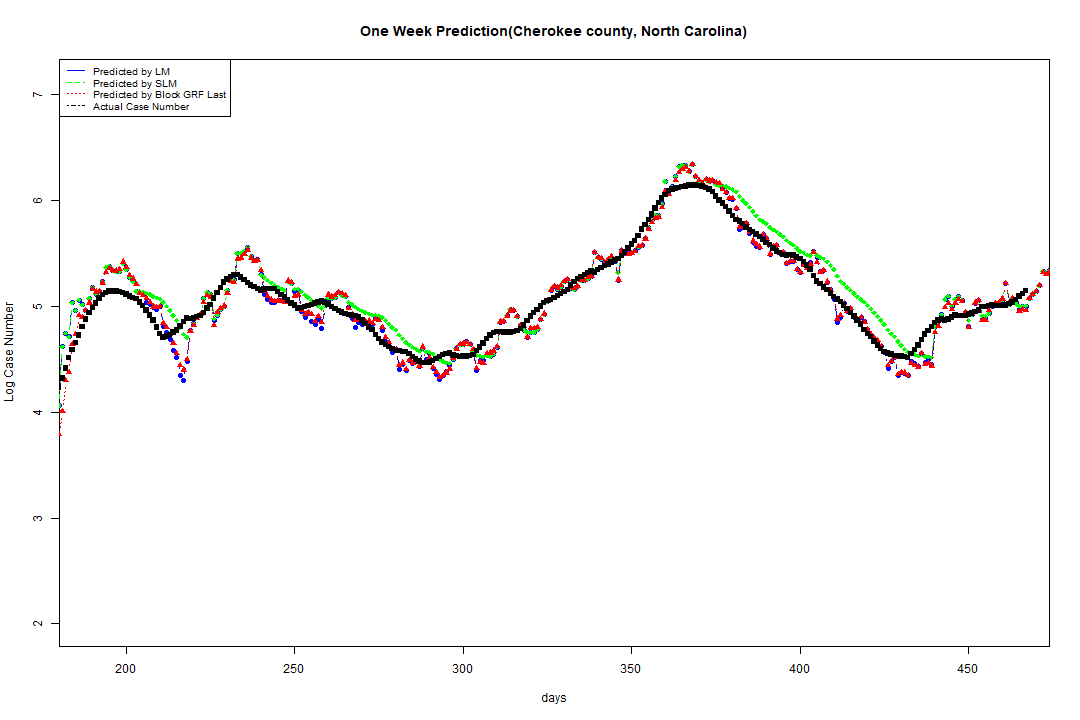 One Week Prediction(Cherokee county, North Carolina)
Predicted by LM
Predicted by SLM
Predicted by Block GRF Last
Actual Case Number
7
6
5
4
3
2
Log Case Number
200 250 300 350 400 450
days